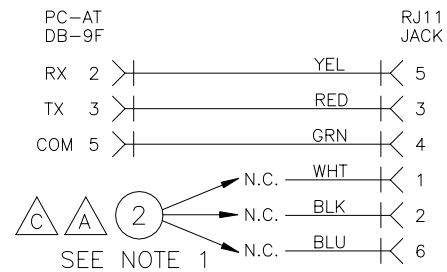 PC-AT RJ11
DB-9F JACK
RX 2 YEL 5
TX 3 RED 3
COM 5 GRN 4
N.C. WHT 1
C A 2 N.C. BLK 2
SEE NOTE 1 N.C. BLU 6